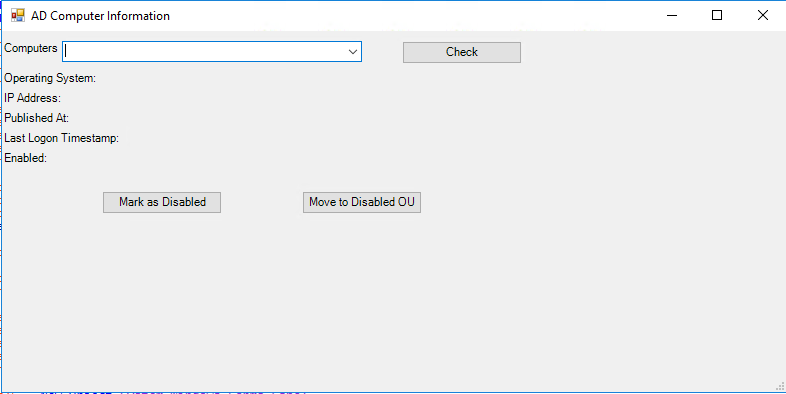 AD Computer Information
Computers Check
Operating System:
IP Address:
Published At:
Last Logon Timestamp:
Enabled:
Mark as Disabled Move to Disabled OU